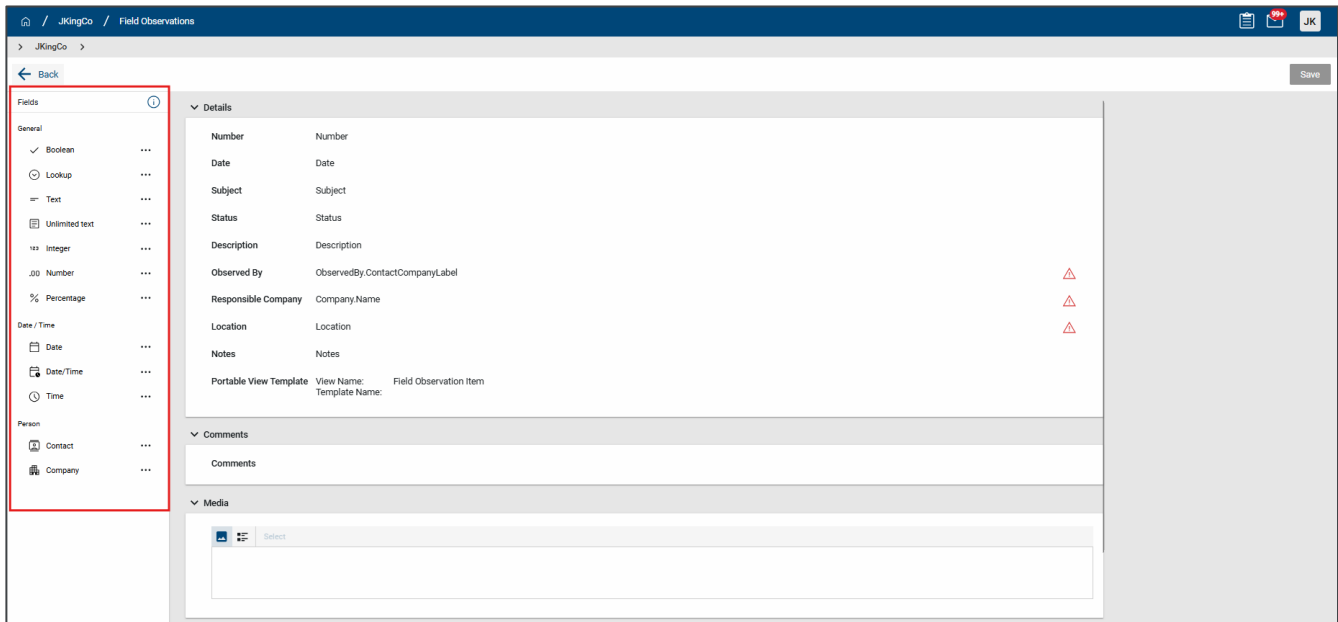 / JKingCo / Field Observations
99+
JK
> JKingCo >
Back
Save
Fields
General
Boolean
Lookup
Text
Unlimited text
123 Integer
.00 Number
% Percentage
Date / Time
Date
Date/Time
Time
Person
Contact
Company
Details
Number Number
Date Date
Subject Subject
Status Status
Description Description
Observed By ObservedBy.ContactCompanyLabel
Responsible Company Company.Name
Location Location
Notes Notes
Portable View Template View Name: Field Observation Item
Template Name:
Comments
Comments
Media
Select